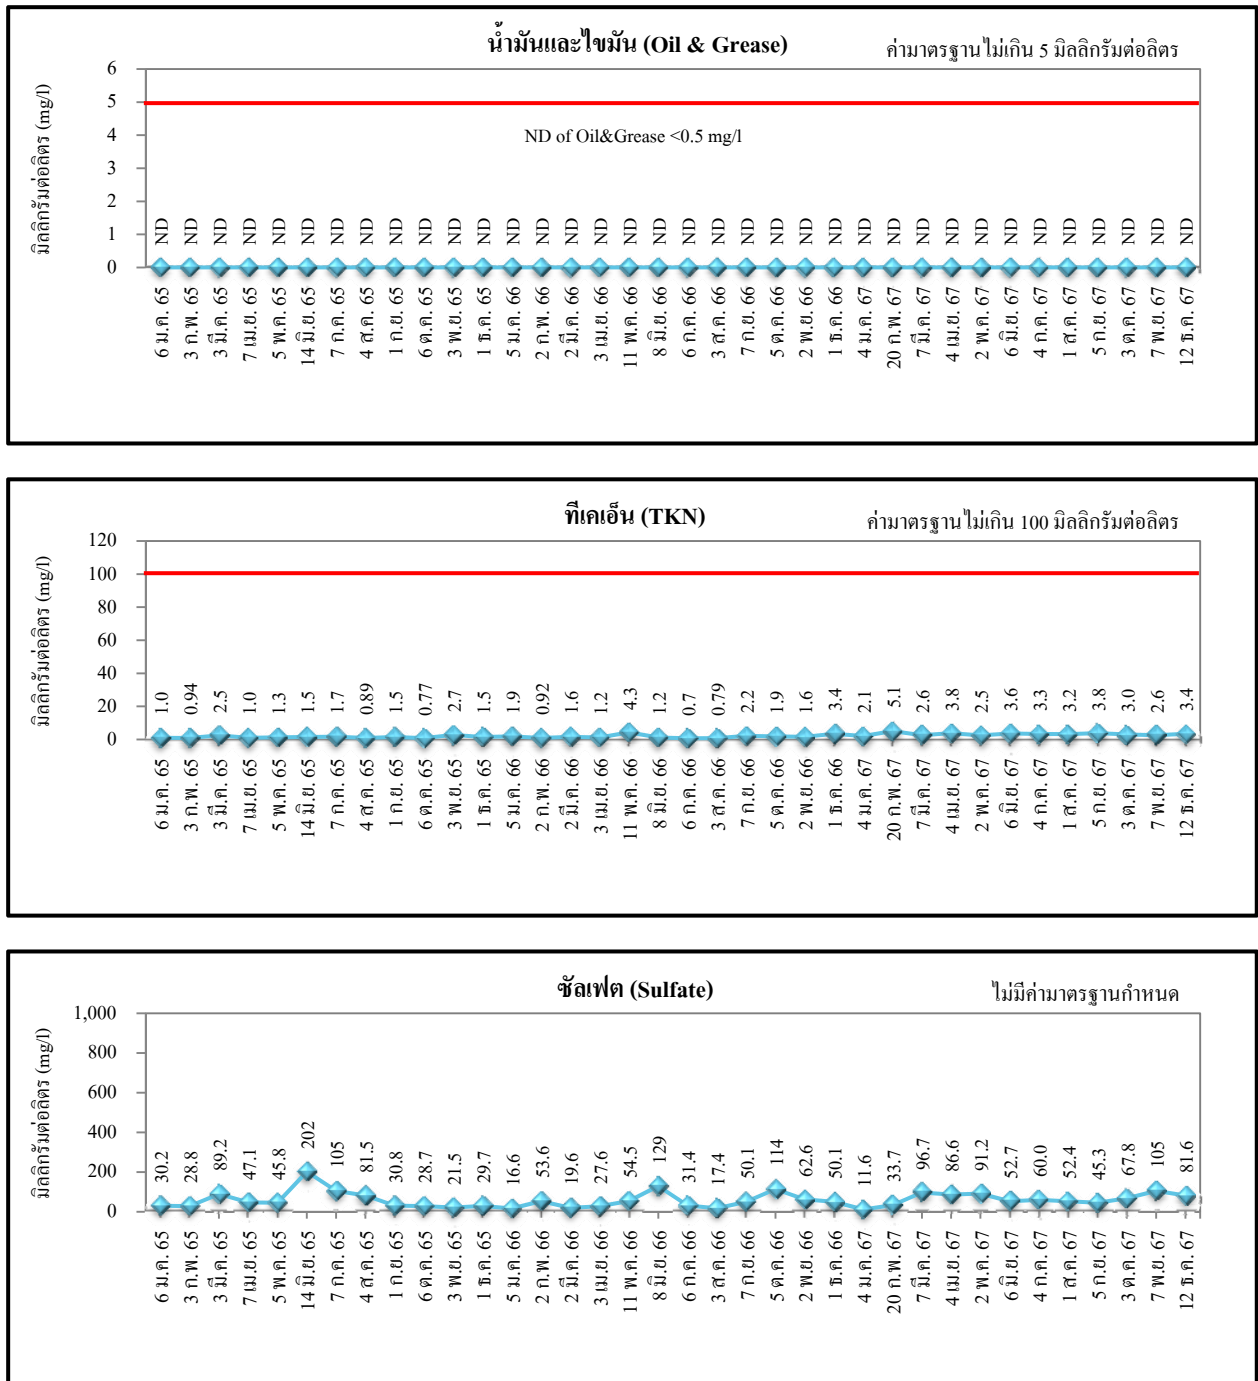 น้ำมันและไขมัน (Oil & Grease)
ค่ามาตรฐานไม่เกิน 5 มิลลิกรัมต่อลิตร
มิลลิกรัมต่อลิตร (mg/l)
6
5
4
3
2
1
0
ND of Oil&Grease <0.5 mg/l
ND ND ND ND ND ND ND ND ND ND ND ND ND ND ND ND ND ND ND ND ND ND ND ND ND ND ND ND ND ND ND ND ND ND ND ND
6 ม.ค. 65
3 ก.พ. 65
3 มี.ค. 65
7 เม.ย. 65
5 พ.ค. 65
14 มิ.ย. 65
7 ก.ค. 65
4 ส.ค. 65
1 ก.ย. 65
6 ต.ค. 65
3 พ.ย. 65
1 ธ.ค. 65
5 ม.ค. 66
2 ก.พ. 66
2 มี.ค. 66
3 เม.ย. 66
11 พ.ค. 66
8 มิ.ย. 66
6 ก.ค. 66
3 ส.ค. 66
7 ก.ย. 66
5 ต.ค. 66
2 พ.ย. 66
1 ธ.ค. 66
4 ม.ค. 67
20 ก.พ. 67
7 มี.ค. 67
4 เม.ย. 67
2 พ.ค. 67
6 มิ.ย. 67
4 ก.ค. 67
1 ส.ค. 67
5 ก.ย. 67
3 ต.ค. 67
7 พ.ย. 67
12 ธ.ค. 67
ทีเคเอ็น (TKN)
ค่ามาตรฐานไม่เกิน 100 มิลลิกรัมต่อลิตร
มิลลิกรัมต่อลิตร (mg/l)
120
100
80
60
40
20
0
1.0 0.94 2.5 1.0 1.3 1.5 1.7 0.89 1.5 0.77 2.7 1.5 1.9 0.92 1.6 1.2 4.3 1.2 0.7 0.79 2.2 1.9 1.6 3.4 2.1 5.1 2.6 3.8 2.5 3.6 3.3 3.2 3.8 3.0 2.6 3.4
6 ม.ค. 65
3 ก.พ. 65
3 มี.ค. 65
7 เม.ย. 65
5 พ.ค. 65
14 มิ.ย. 65
7 ก.ค. 65
4 ส.ค. 65
1 ก.ย. 65
6 ต.ค. 65
3 พ.ย. 65
1 ธ.ค. 65
5 ม.ค. 66
2 ก.พ. 66
2 มี.ค. 66
3 เม.ย. 66
11 พ.ค. 66
8 มิ.ย. 66
6 ก.ค. 66
3 ส.ค. 66
7 ก.ย. 66
5 ต.ค. 66
2 พ.ย. 66
1 ธ.ค. 66
4 ม.ค. 67
20 ก.พ. 67
7 มี.ค. 67
4 เม.ย. 67
2 พ.ค. 67
6 มิ.ย. 67
4 ก.ค. 67
1 ส.ค. 67
5 ก.ย. 67
3 ต.ค. 67
7 พ.ย. 67
12 ธ.ค. 67
ซัลเฟต (Sulfate)
ไม่มีค่ามาตรฐานกำหนด
มิลลิกรัมต่อลิตร (mg/l)
1,000
800
600
400
200
0
30.2 28.8 89.2 47.1 45.8 202 105 81.5 30.8 28.7 21.5 29.7 16.6 53.6 19.6 27.6 54.5 129 31.4 17.4 50.1 114 62.6 50.1 11.6 33.7 96.7 86.6 91.2 52.7 60.0 52.4 45.3 67.8 105 81.6
6 ม.ค. 65
3 ก.พ. 65
3 มี.ค. 65
7 เม.ย. 65
5 พ.ค. 65
14 มิ.ย. 65
7 ก.ค. 65
4 ส.ค. 65
1 ก.ย. 65
6 ต.ค. 65
3 พ.ย. 65
1 ธ.ค. 65
5 ม.ค. 66
2 ก.พ. 66
2 มี.ค. 66
3 เม.ย. 66
11 พ.ค. 66
8 มิ.ย. 66
6 ก.ค. 66
3 ส.ค. 66
7 ก.ย. 66
5 ต.ค. 66
2 พ.ย. 66
1 ธ.ค. 66
4 ม.ค. 67
20 ก.พ. 67
7 มี.ค. 67
4 เม.ย. 67
2 พ.ค. 67
6 มิ.ย. 67
4 ก.ค. 67
1 ส.ค. 67
5 ก.ย. 67
3 ต.ค. 67
7 พ.ย. 67
12 ธ.ค. 67